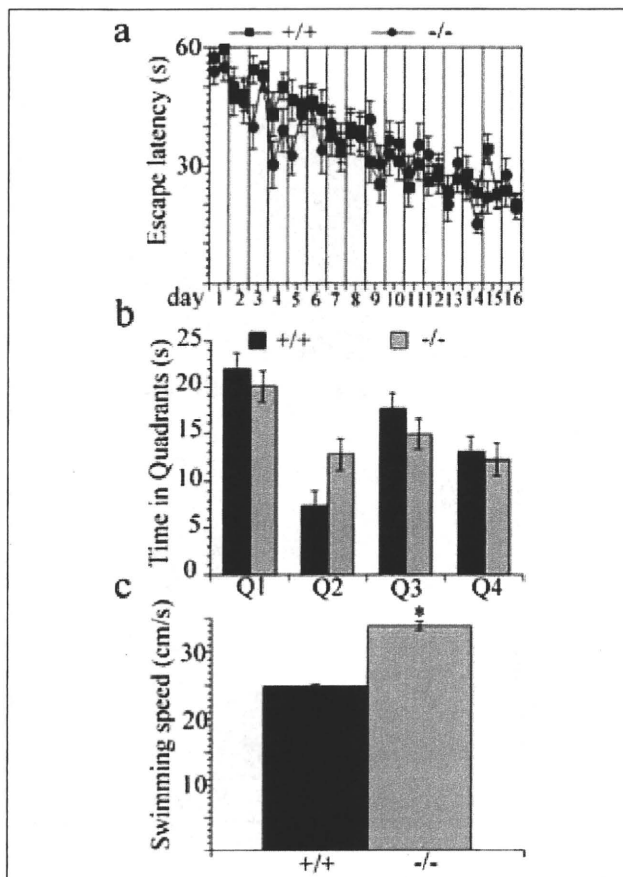 a
+/+ -/-
Escape latency (s)
60
30
day 1 2 3 4 5 6 7 8 9 10 11 12 13 14 15 16
b
+/+ -/-
Time in Quadrants (s)
20
15
10
5
0
Q1 Q2 Q3 Q4
c
*
Swimming speed (cm/s)
30
20
10
+/+ -/-